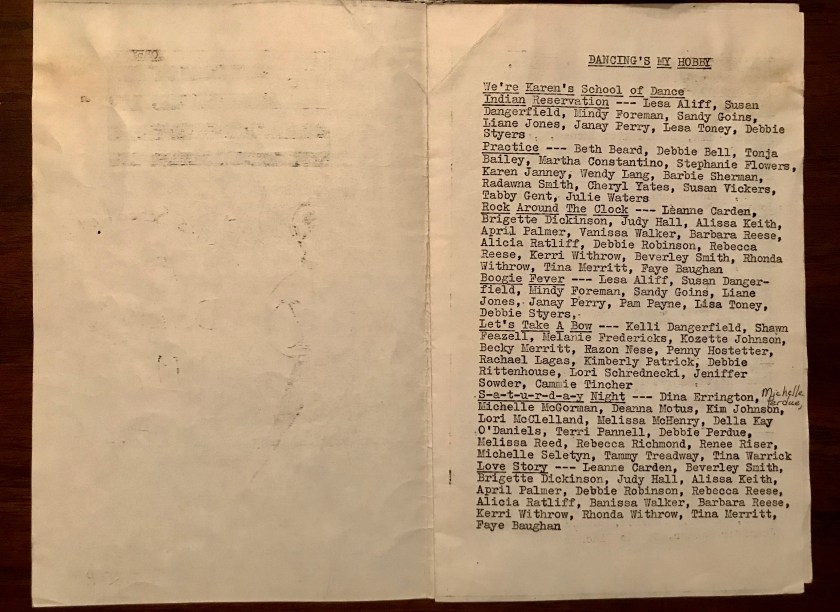 DANCING'S MY HOBBY
We're Karen's School of Dance
Indian Reservation --- Lesa Aliff, Susan
Dangerfield, Mindy Foreman, Sandy Goins,
Liane Jones, Janay Perry, Lesa Toney, Debbie
Styers
Practice --- Beth Beard, Debbie Bell, Tonja
Bailey, Martha Constantino, Stephanie Flowers,
Karen Janney, Wendy Lang, Barbie Sherman,
Radawna Smith, Cheryl Yates, Susan Vickers,
Tabby Gent, Julie Waters
Rock Around The Clock --- Leanne Carden,
Brigette Dickinson, Judy Hall, Alissa Keith,
April Palmer, Vanissa Walker, Barbara Reese,
Alicia Ratliff, Debbie Robinson, Rebecca
Reese, Kerri Withrow, Beverley Smith, Rhonda
Withrow, Tina Merritt, Faye Baughan
Boogie Fever --- Lesa Aliff, Susan Danger-
field, Mindy Foreman, Sandy Goins, Liane
Jones, Janay Perry, Pam Payne, Lisa Toney,
Debbie Styers,
Let's Take A Bow --- Kelli Dangerfield, Shawn
Feazell, Melanie Fredericks, Kozette Johnson,
Becky Merritt, Razon Nese, Penny Hostetter,
Rachael Lagas, Kimberly Patrick, Debbie
Rittenhouse, Lori Schrednecki, Jeniffer
Sowder, Cammie Tincher
S-a-t-u-r-d-a-y Night --- Dina Errington, Michelle Perdue,
Michelle McGorman, Deanna Motus, Kim Johnson,
Lori McClelland, Melissa McHenry, Della Kay
O'Daniels, Terri Pannell, Debbie Perdue,
Melissa Reed, Rebecca Richmond, Renee Riser,
Michelle Seletyn, Tammy Treadway, Tina Warrick
Love Story --- Leanne Carden, Beverley Smith,
Brigette Dickinson, Judy Hall, Alissa Keith,
April Palmer, Debbie Robinson, Rebecca Reese,
Alicia Ratliff, Banissa Walker, Barbara Reese,
Kerri Withrow, Rhonda Withrow, Tina Merritt,
Faye Baughan